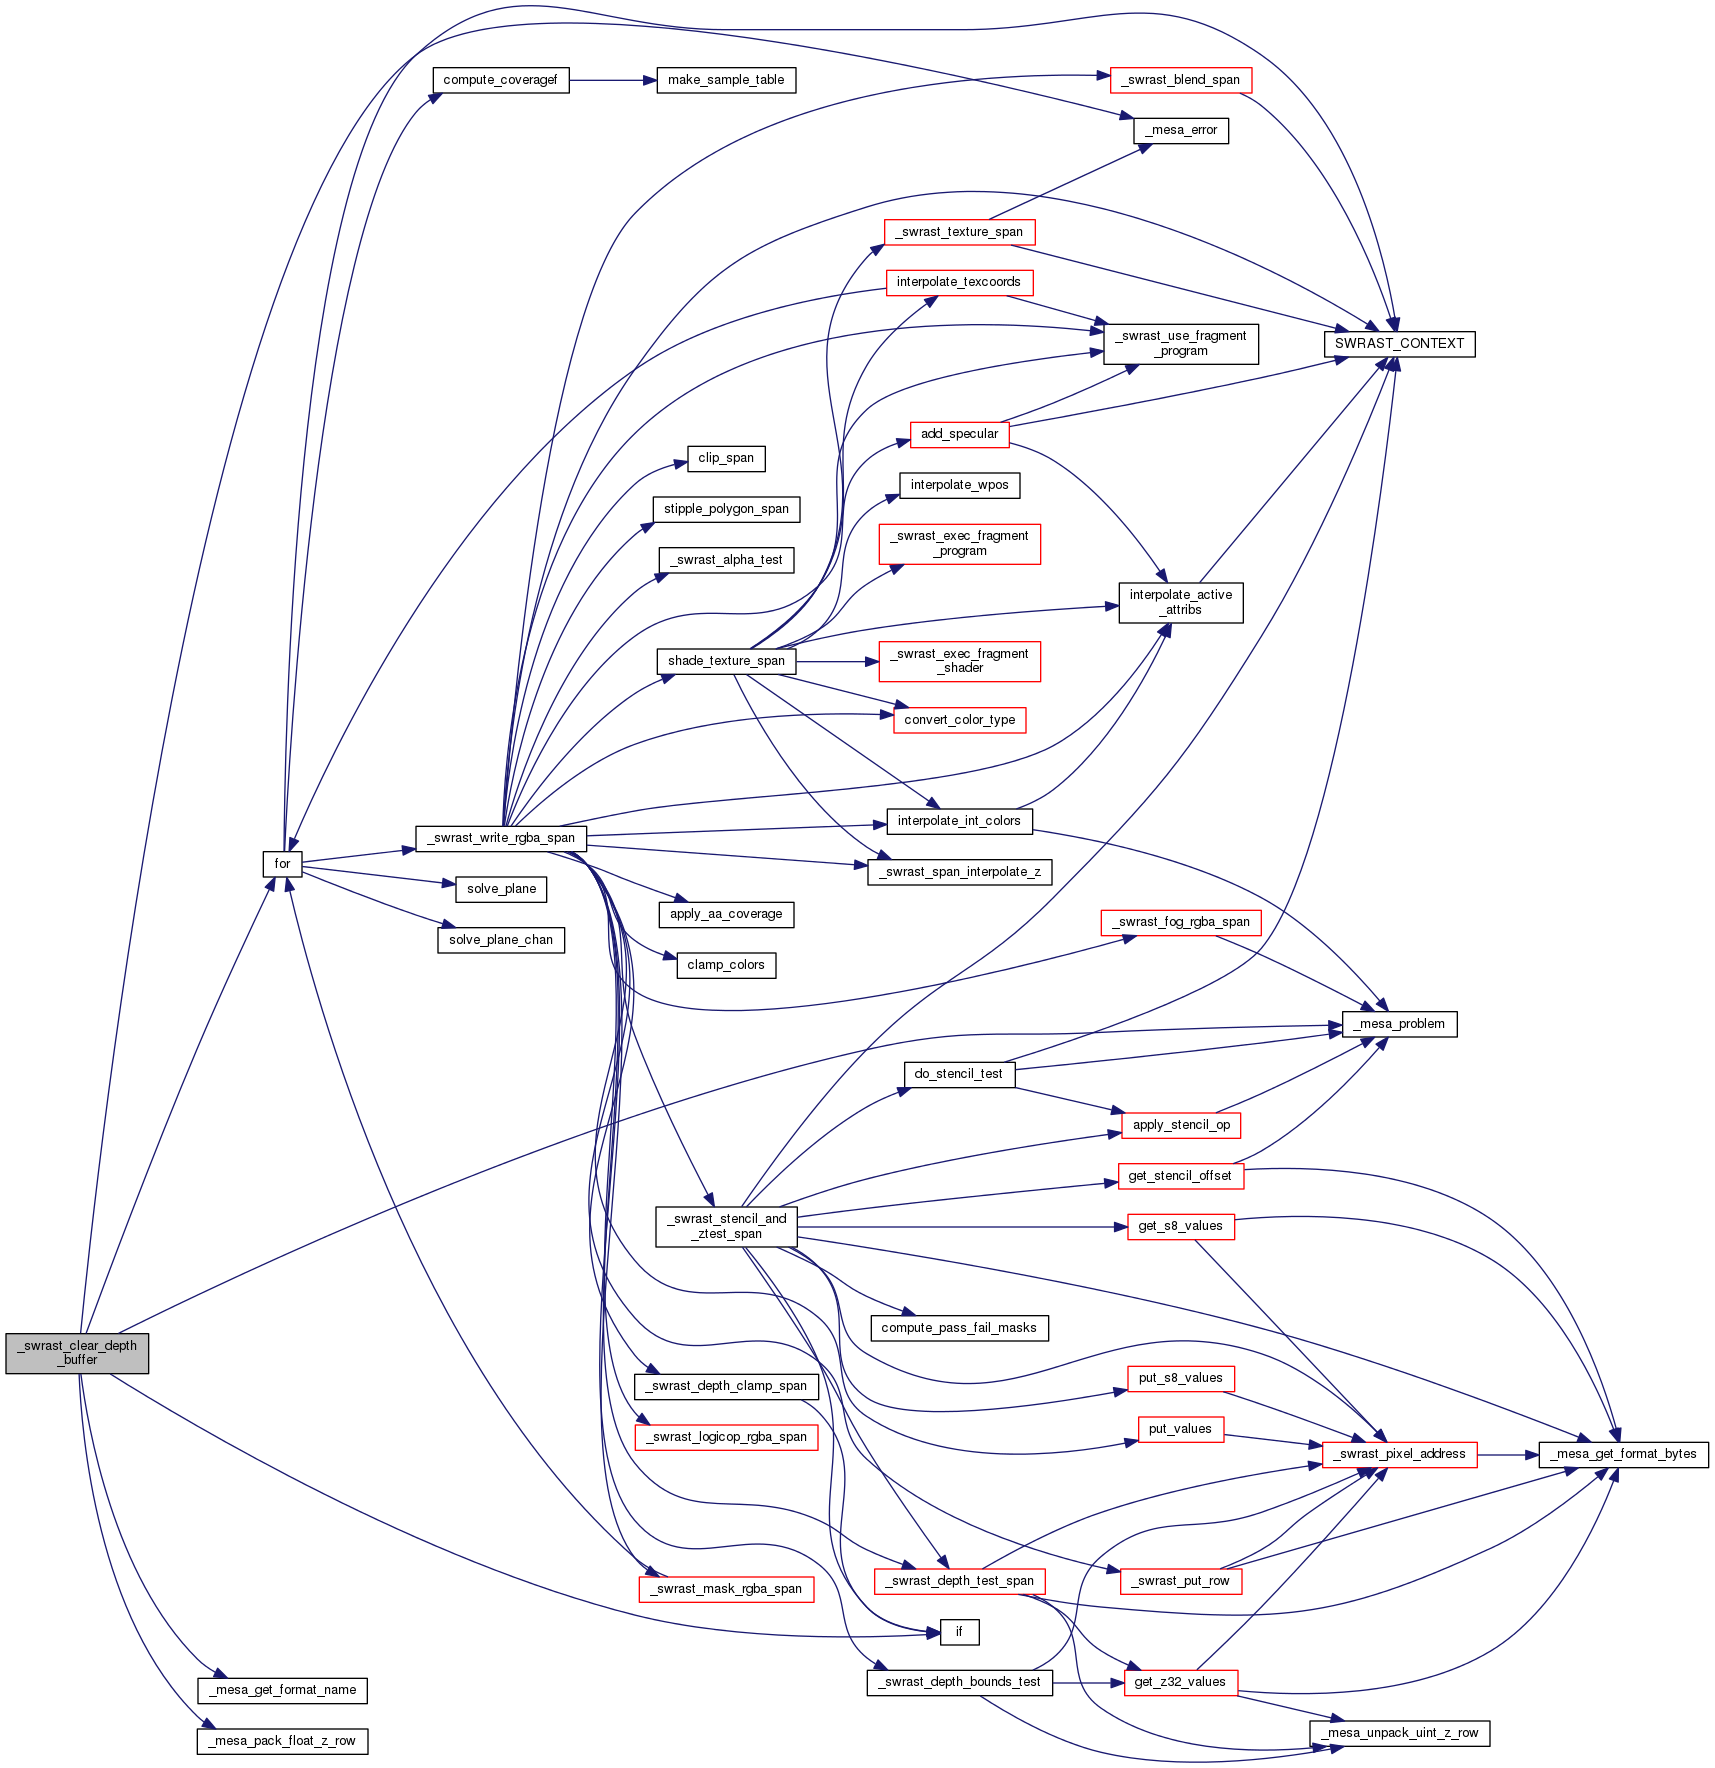 compute_coveragef
make_sample_table
_swrast_blend_span
_mesa_error
_swrast_texture_span
interpolate_texcoords
_swrast_use_fragment
_program
SWRAST_CONTEXT
add_specular
clip_span
interpolate_wpos
stipple_polygon_span
_swrast_exec_fragment
_program
_swrast_alpha_test
interpolate_active
_attribs
shade_texture_span
_swrast_exec_fragment
_shader
convert_color_type
interpolate_int_colors
_swrast_write_rgba_span
for
_swrast_span_interpolate_z
solve_plane
apply_aa_coverage
_swrast_fog_rgba_span
solve_plane_chan
clamp_colors
_mesa_problem
do_stencil_test
apply_stencil_op
get_stencil_offset
_swrast_stencil_and
_ztest_span
get_s8_values
compute_pass_fail_masks
_swrast_clear_depth
_buffer
_swrast_depth_clamp_span
put_s8_values
_swrast_logicop_rgba_span
put_values
_swrast_pixel_address
_mesa_get_format_bytes
_swrast_depth_test_span
_swrast_put_row
_swrast_mask_rgba_span
if
_swrast_depth_bounds_test
get_z32_values
_mesa_get_format_name
_mesa_unpack_uint_z_row
_mesa_pack_float_z_row